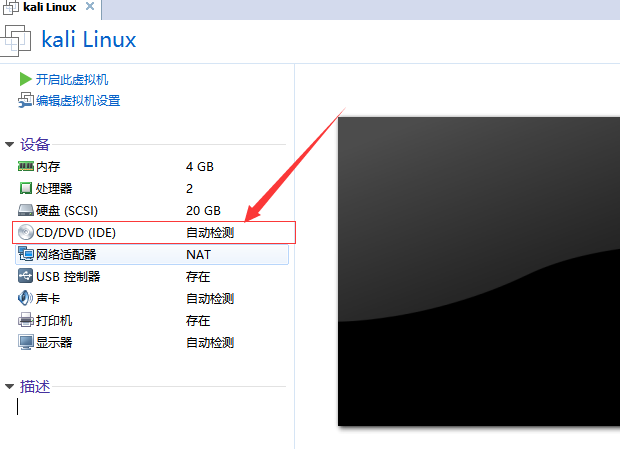 kali Linux
kali Linux
开启此虚拟机
编辑虚拟机设置
设备
内存 4 GB
处理器 2
硬盘 (SCSI) 20 GB
CD/DVD (IDE) 自动检测
网络适配器 NAT
USB 控制器 存在
声卡 自动检测
打印机 存在
显示器 自动检测
描述